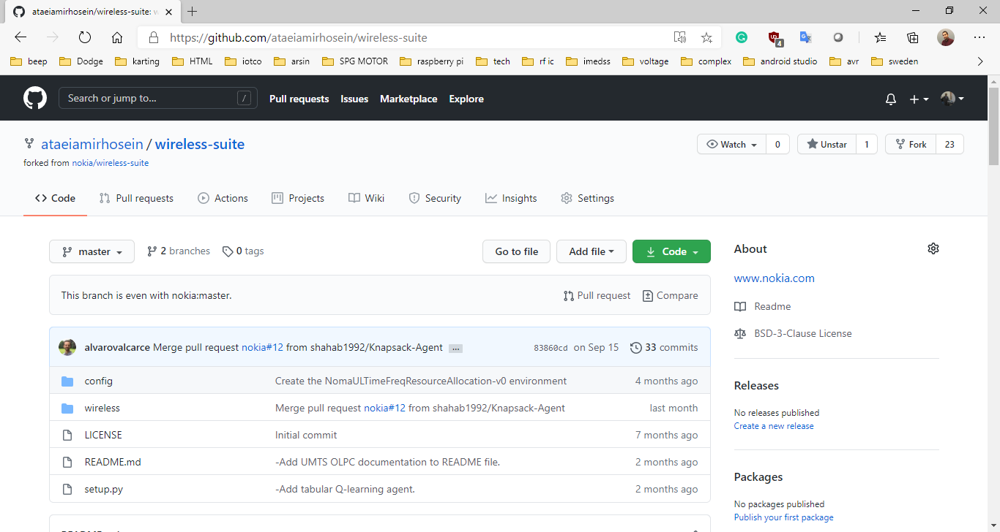 ataeiamirhosein/wireless-suite: w
https://github.com/ataeiamirhosein/wireless-suite
4
beep Dodge karting HTML iotco arsin SPG MOTOR raspberry pi tech rf ic imedss voltage complex android studio avr sweden
Search or jump to... / Pull requests Issues Marketplace Explore
ataeiamirhosein / wireless-suite
Watch 0 Unstar 1 Fork 23
forked from nokia/wireless-suite
Code Pull requests Actions Projects Wiki Security Insights Settings
master 2 branches 0 tags Go to file Add file Code
This branch is even with nokia:master. Pull request Compare
alvarovalcarce Merge pull request nokia#12 from shahab1992/Knapsack-Agent ... 83860cd on Sep 15 33 commits
config Create the NomaULTimeFreqResourceAllocation-v0 environment 4 months ago
wireless Merge pull request nokia#12 from shahab1992/Knapsack-Agent last month
LICENSE Initial commit 7 months ago
README.md -Add UMTS OLPC documentation to README file. 2 months ago
setup.py -Add tabular Q-learning agent. 2 months ago
About
www.nokia.com
Readme
BSD-3-Clause License
Releases
No releases published
Create a new release
Packages
No packages published
Publish your first package